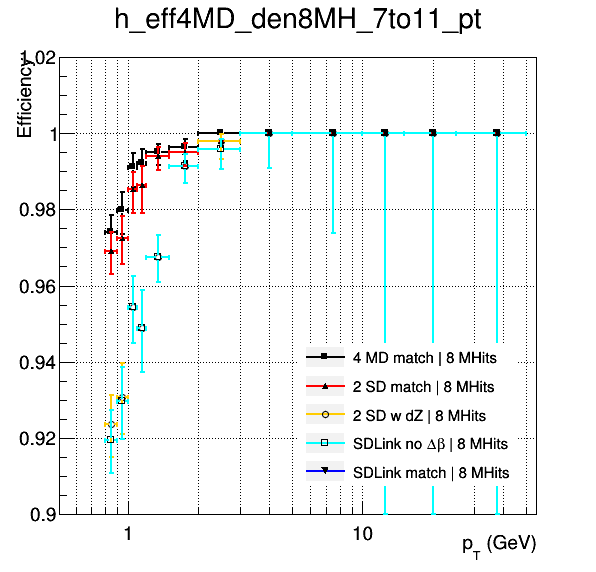 h_eff4MD_den8MH_7to11_pt
Efficiency
1.02
1
0.98
0.96
0.94
0.92
0.9
4 MD match | 8 MHits
2 SD match | 8 MHits
2 SD w dZ | 8 MHits
SDLink no Δβ | 8 MHits
SDLink match | 8 MHits
1
10
p_T (GeV)